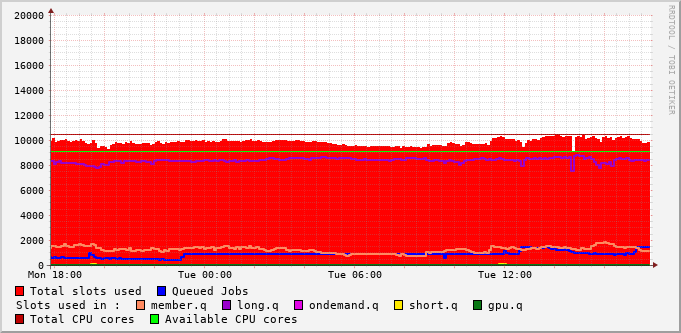 20000
18000
16000
14000
12000
10000
8000
6000
4000
2000
0
Mon 18:00 Tue 00:00 Tue 06:00 Tue 12:00
Total slots used Queued Jobs
Slots used in : member.q long.q ondemand.q short.q gpu.q
Total CPU cores Available CPU cores
RRDTOOL / TOBI OETIKER